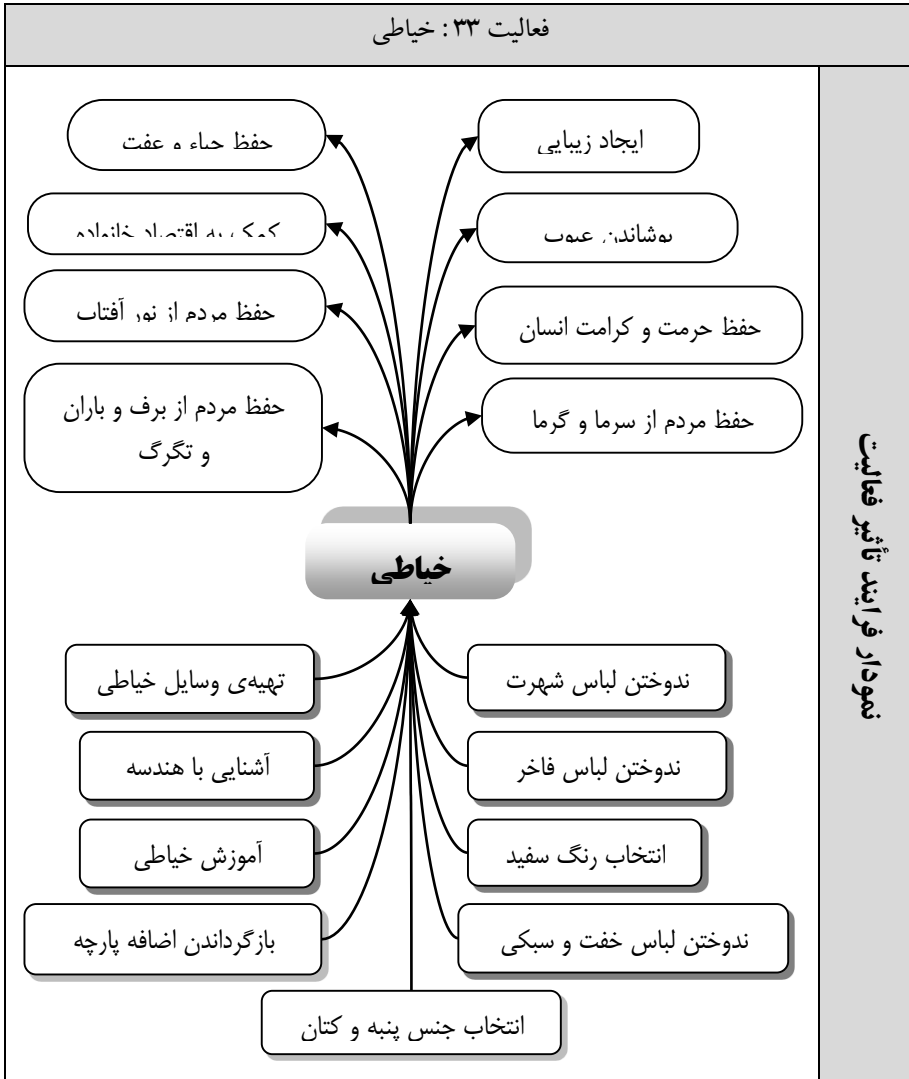 فعالیت ۳۳ : خیاطی
نمودار فرایند تأثیر فعالیت
ایجاد زیبایی
حفظ حیاء و عفت
پوشاندن عیوب
کمک به اقتصاد خانواده
حفظ حرمت و کرامت انسان
حفظ مردم از نور آفتاب
حفظ مردم از سرما و گرما
حفظ مردم از برف و باران
و تگرگ
خیاطی
ندوختن لباس شهرت
تهیه‌ی وسایل خیاطی
ندوختن لباس فاخر
آشنایی با هندسه
انتخاب رنگ سفید
آموزش خیاطی
ندوختن لباس خفت و سبکی
بازگرداندن اضافه پارچه
انتخاب جنس پنبه و کتان